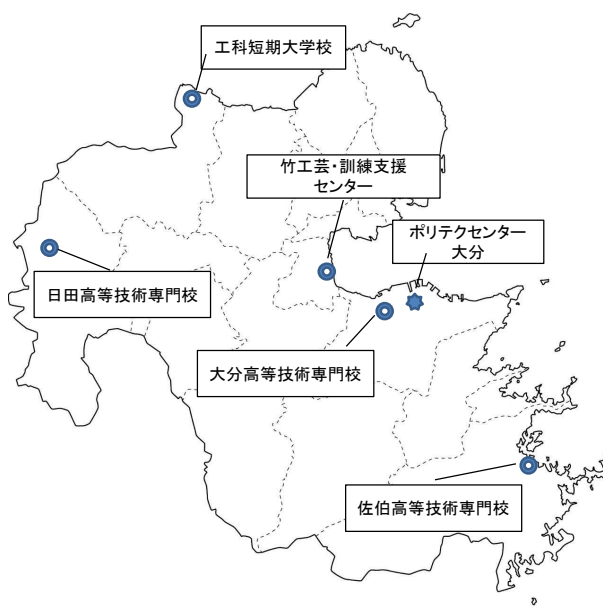 工科短期大学校
竹工芸・訓練支援
センター
ポリテクセンター
大分
日田高等技術専門校
大分高等技術専門校
佐伯高等技術専門校